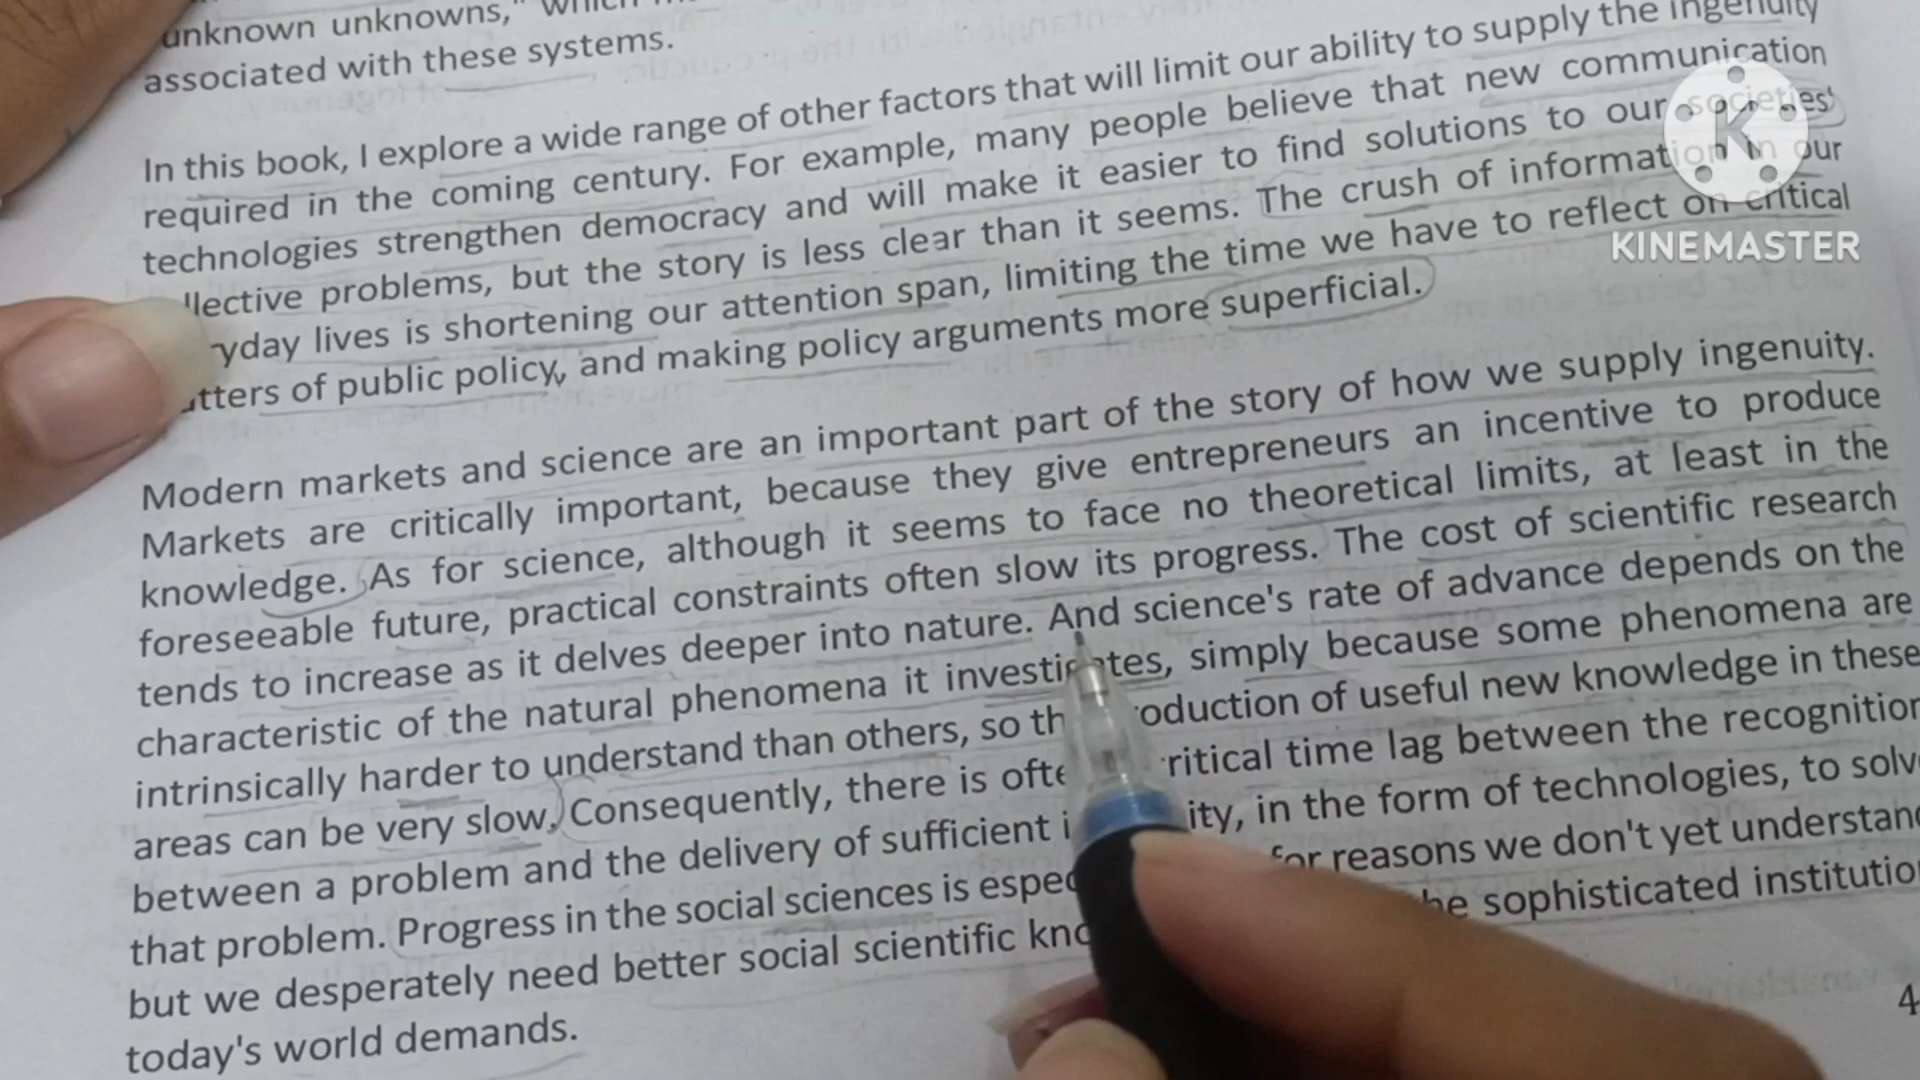 unknown unknowns,"
associated with these systems.
In this book, I explore a wide range of other factors that will limit our ability to supply the ingenuity
required in the coming century. For example, many people believe that new communication
technologies strengthen democracy and will make it easier to find solutions to our societies'
llective problems, but the story is less clear than it seems. The crush of information in our
ryday lives is shortening our attention span, limiting the time we have to reflect on critical
tters of public policy, and making policy arguments more superficial.
Modern markets and science are an important part of the story of how we supply ingenuity.
Markets are critically important, because they give entrepreneurs an incentive to produce
knowledge. As for science, although it seems to face no theoretical limits, at least in the
foreseeable future, practical constraints often slow its progress. The cost of scientific research
tends to increase as it delves deeper into nature. And science's rate of advance depends on the
characteristic of the natural phenomena it investigates, simply because some phenomena are
intrinsically harder to understand than others, so th oduction of useful new knowledge in these
areas can be very slow. Consequently, there is ofte ritical time lag between the recognition
between a problem and the delivery of sufficient i ity, in the form of technologies, to solv
that problem. Progress in the social sciences is espec for reasons we don't yet understand
but we desperately need better social scientific kno he sophisticated institutio
today's world demands.
4
K
KINEMASTER